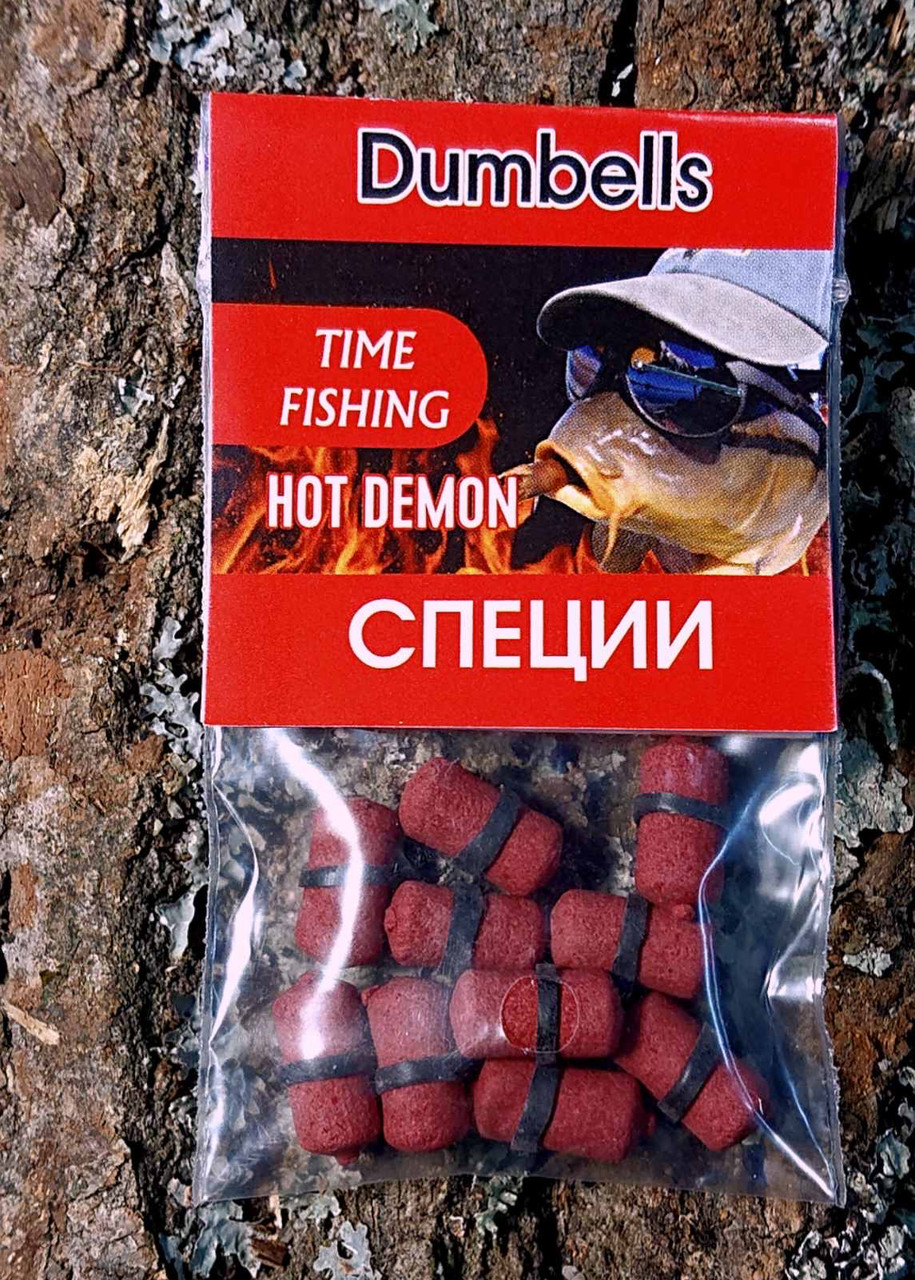 Dumbells
TIME
FISHING
HOT DEMON
СПЕЦИИ